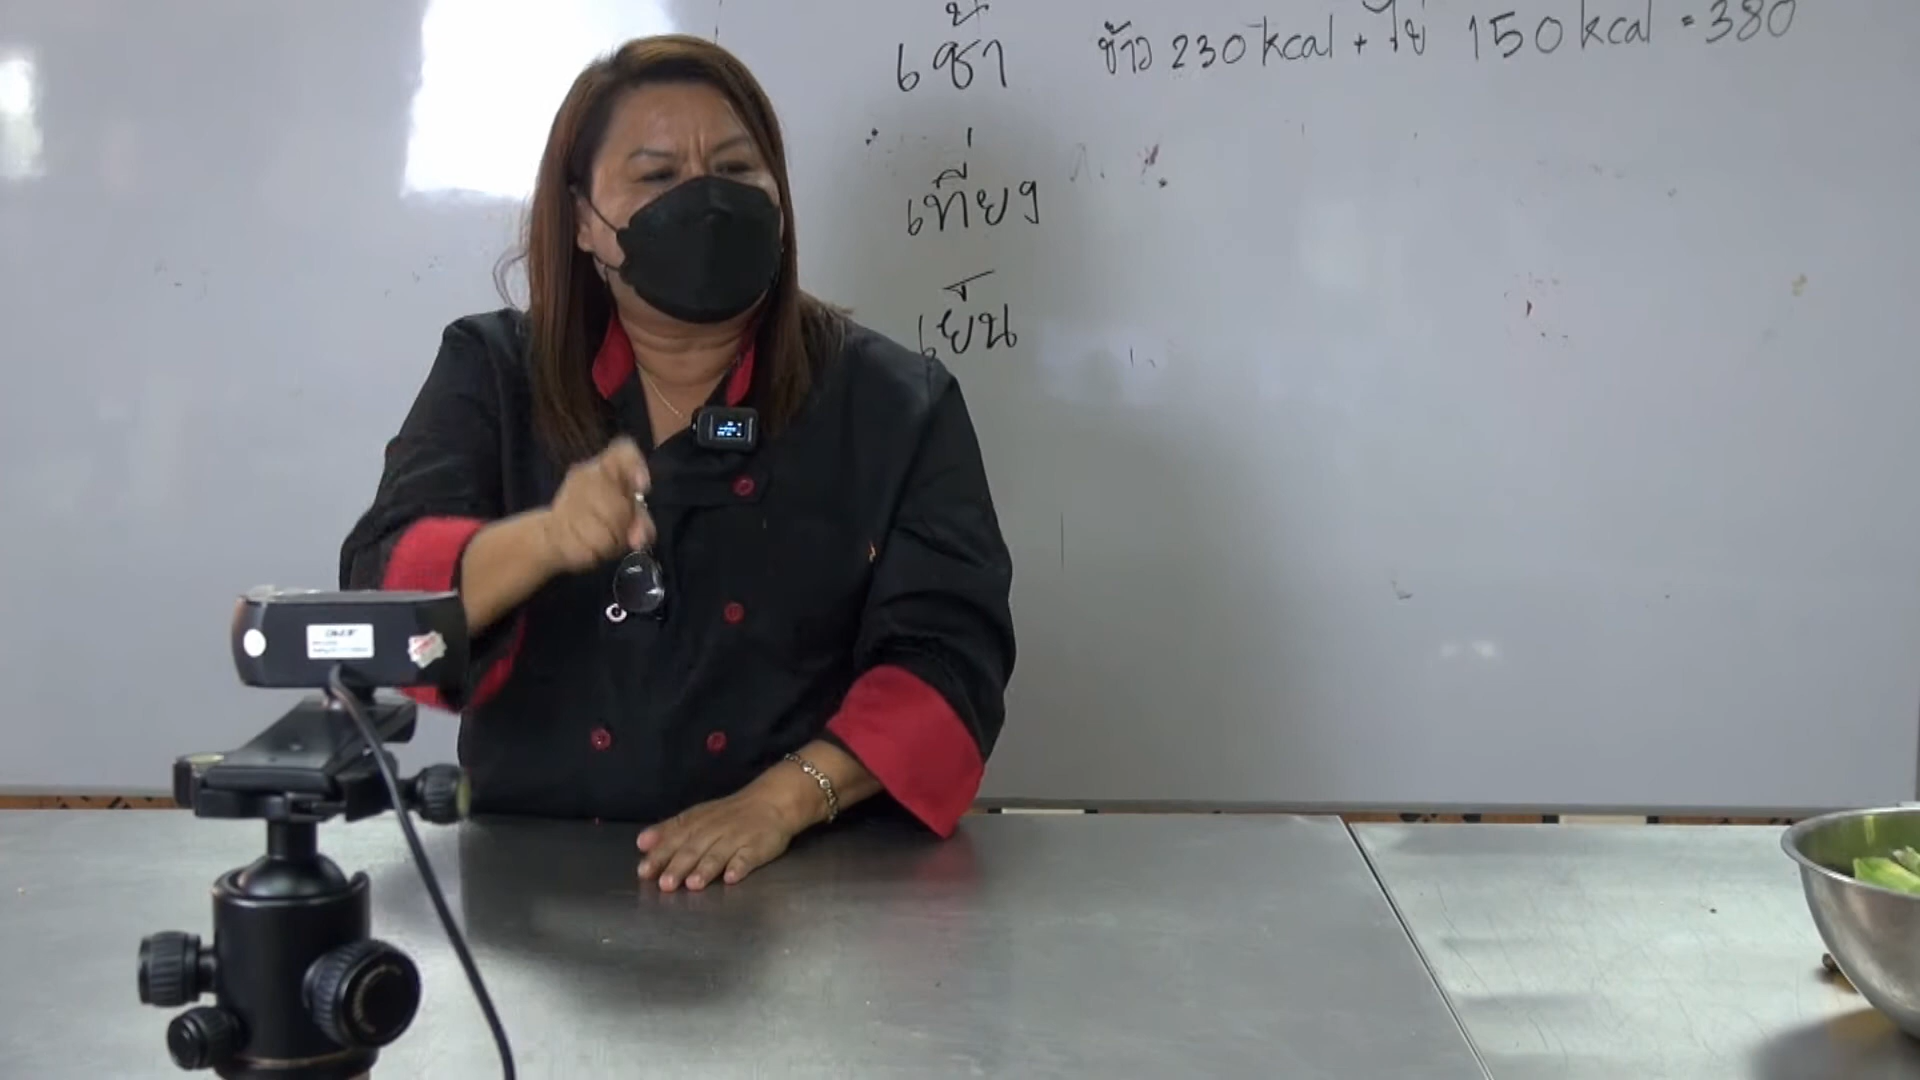 เช้า ข้าว 230 kcal + ไข่ 150 kcal = 380
เที่ยง
เย็น